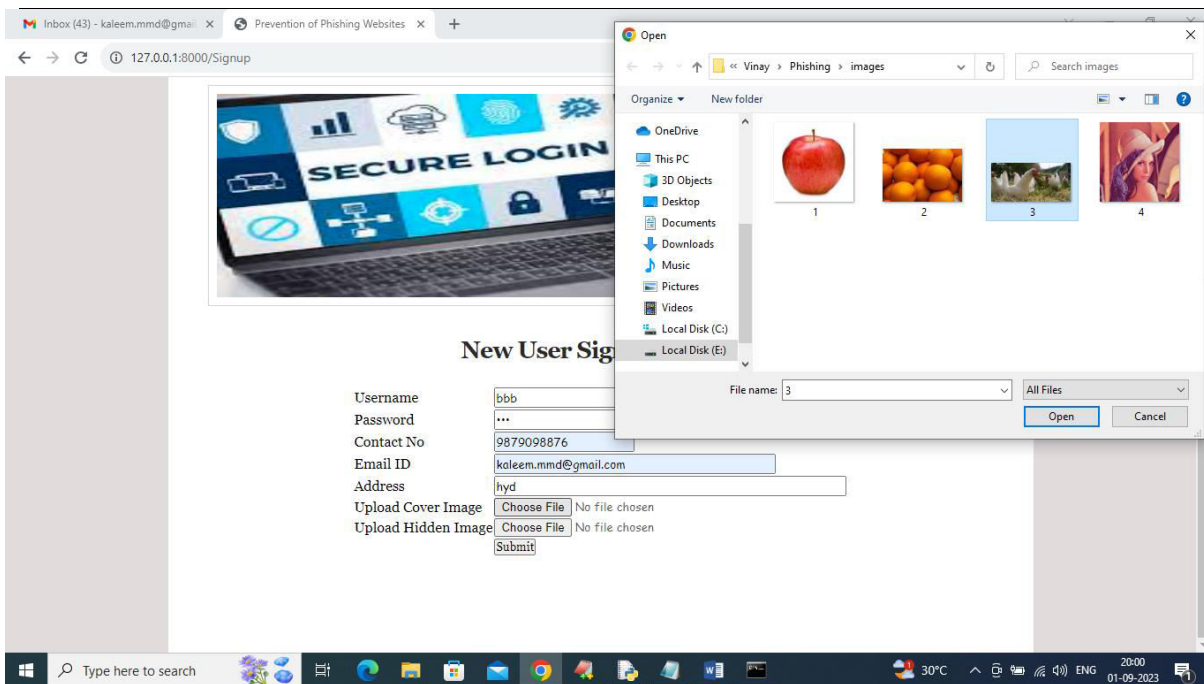 Inbox (43) - kaleem.mmd@gmai
Prevention of Phishing Websites
127.0.0.1:8000/Signup
SECURE LOGIN
New User Sig
Username bbb
Password •••
Contact No 9879098876
Email ID kaleem.mmd@gmail.com
Address hyd
Upload Cover Image Choose File No file chosen
Upload Hidden Image Choose File No file chosen
Submit
Open
« Vinay › Phishing › images
Search images
Organize
New folder
OneDrive
This PC
3D Objects
Desktop
Documents
Downloads
Music
Pictures
Videos
Local Disk (C:)
Local Disk (E:)
1
2
3
4
File name: 3
All Files
Open
Cancel
Type here to search
30°C
ENG
20:00
01-09-2023
1